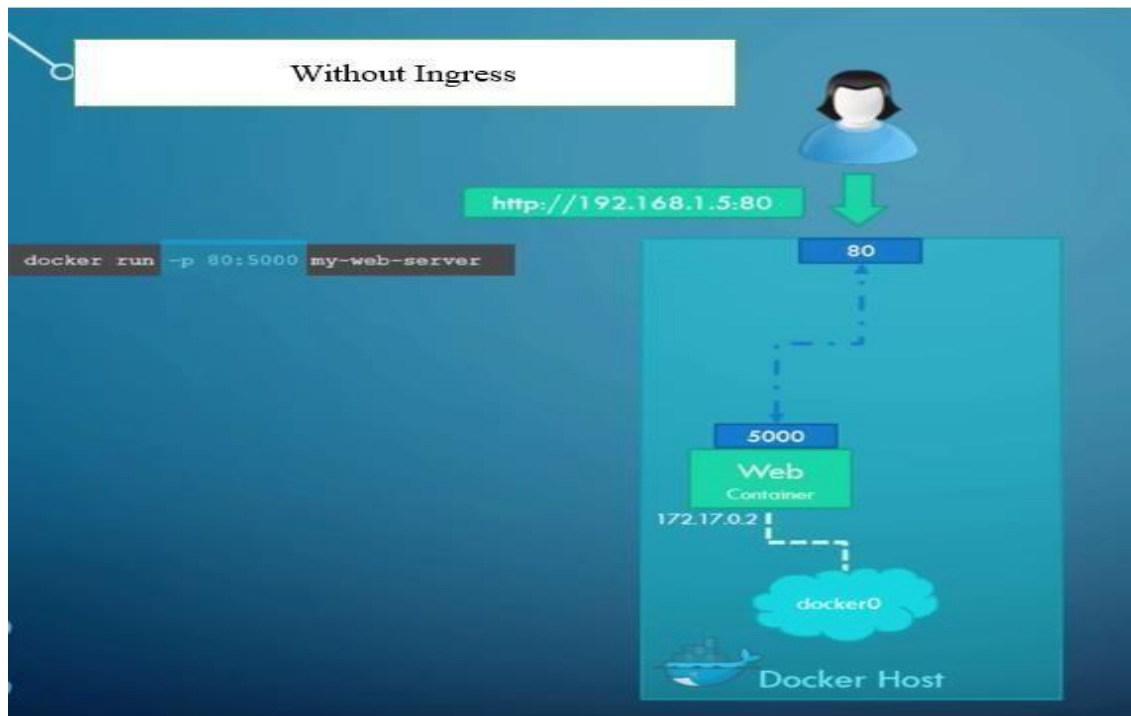 Without Ingress
http://192.168.1.5:80
docker run -p 80:5000 my-web-server
80
5000
Web
Container
172.17.0.2
docker0
Docker Host